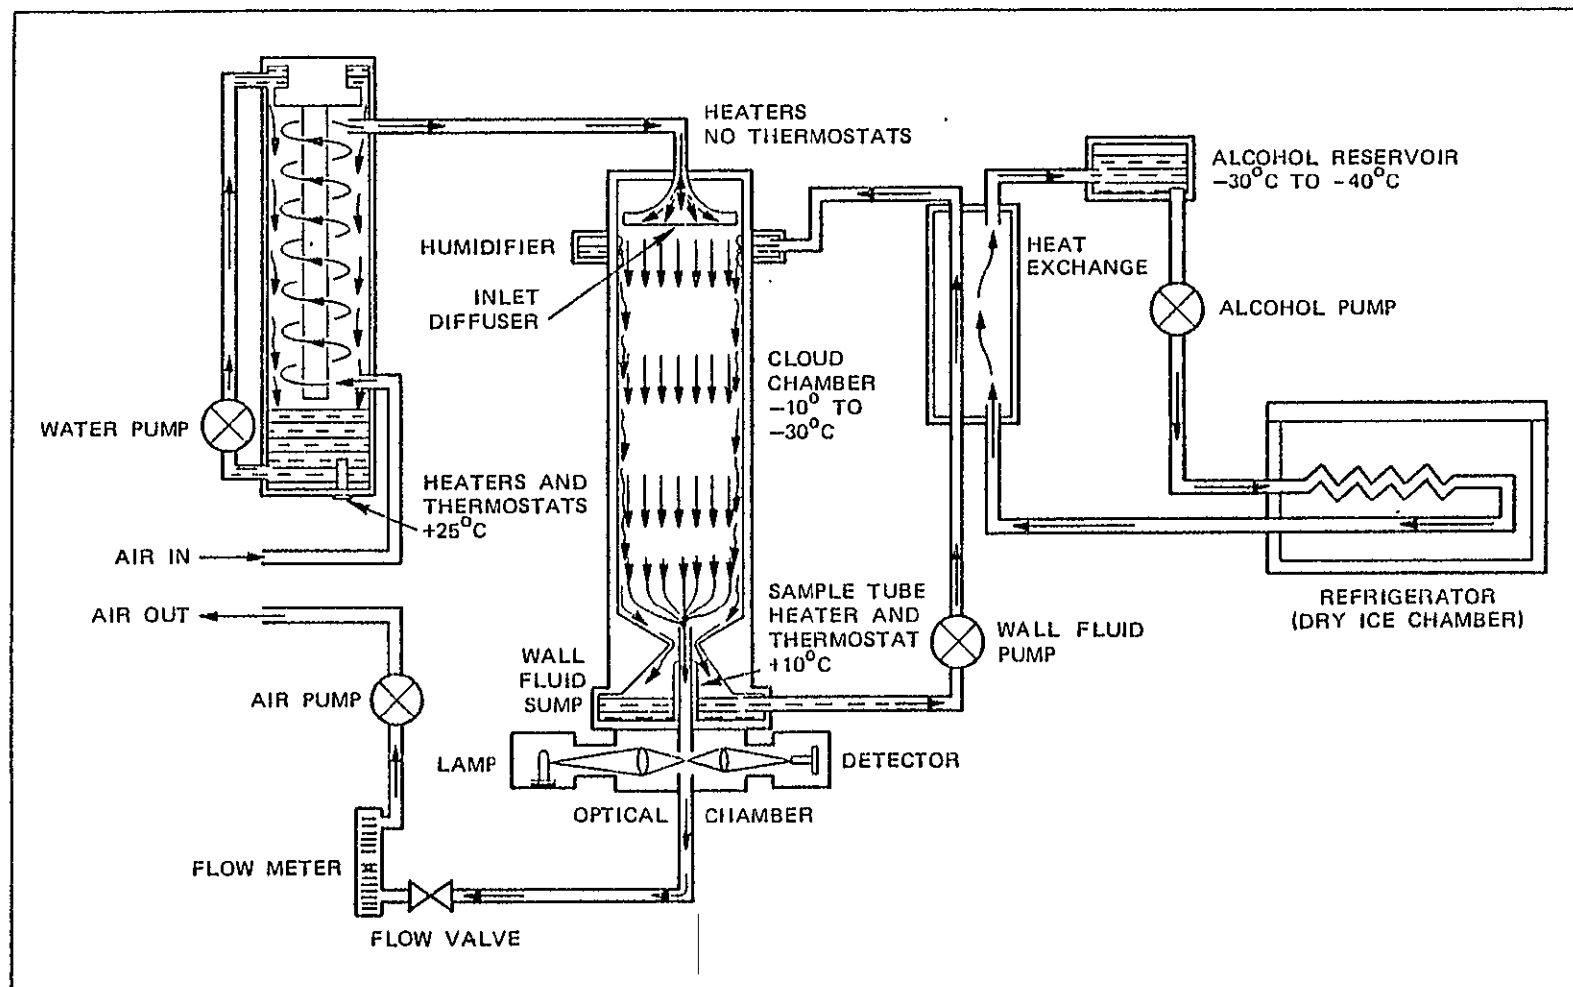 HEATERS
NO THERMOSTATS
ALCOHOL RESERVOIR
−30°C TO −40°C
HUMIDIFIER
HEAT
EXCHANGE
INLET
DIFFUSER
ALCOHOL PUMP
CLOUD
CHAMBER
−10° TO
−30°C
WATER PUMP
HEATERS AND
THERMOSTATS
+25°C
AIR IN
AIR OUT
SAMPLE TUBE
HEATER AND
THERMOSTAT
+10°C
REFRIGERATOR
(DRY ICE CHAMBER)
WALL FLUID
PUMP
WALL
FLUID
SUMP
AIR PUMP
LAMP
DETECTOR
OPTICAL CHAMBER
FLOW METER
FLOW VALVE